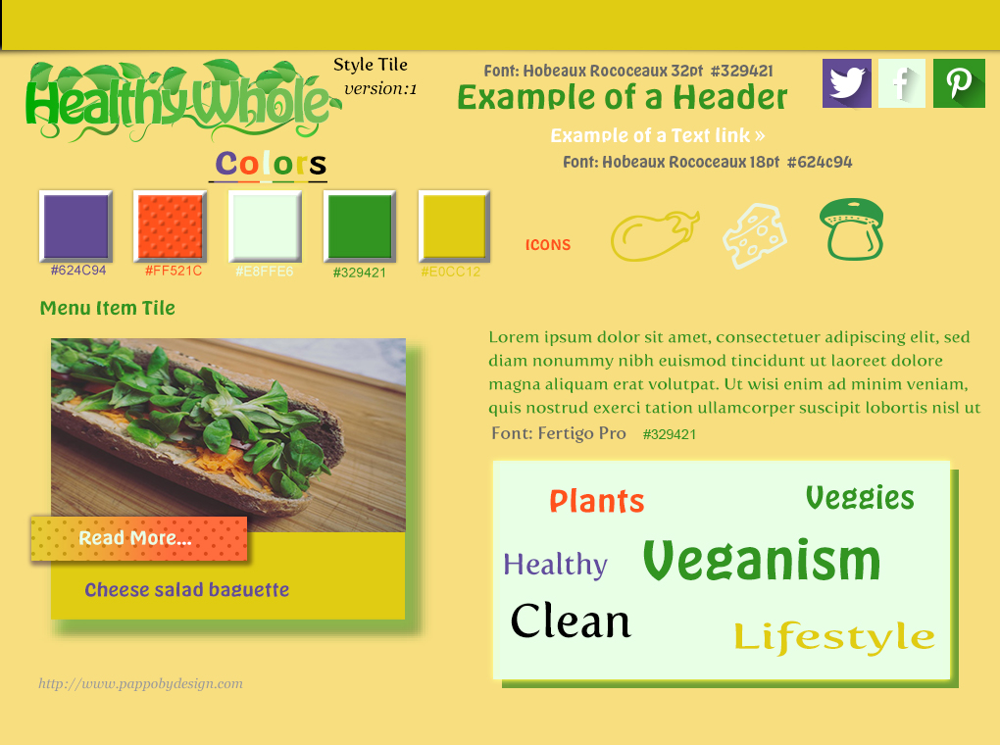 Healthy Whole
Style Tile
version:1
Font: Hobeaux Rococeaux 32pt #329421
Example of a Header
Example of a Text link »
Font: Hobeaux Rococeaux 18pt #624c94
Colors
#624C94
#FF521C
#E8FFE6
#329421
#E0CC12
ICONS
Menu Item Tile
Read More...
Cheese salad baguette
Lorem ipsum dolor sit amet, consectetuer adipiscing elit, sed
diam nonummy nibh euismod tincidunt ut laoreet dolore
magna aliquam erat volutpat. Ut wisi enim ad minim veniam,
quis nostrud exerci tation ullamcorper suscipit lobortis nisl ut
Font: Fertigo Pro #329421
Plants
Veggies
Healthy
Veganism
Clean
Lifestyle
http://www.pappobydesign.com